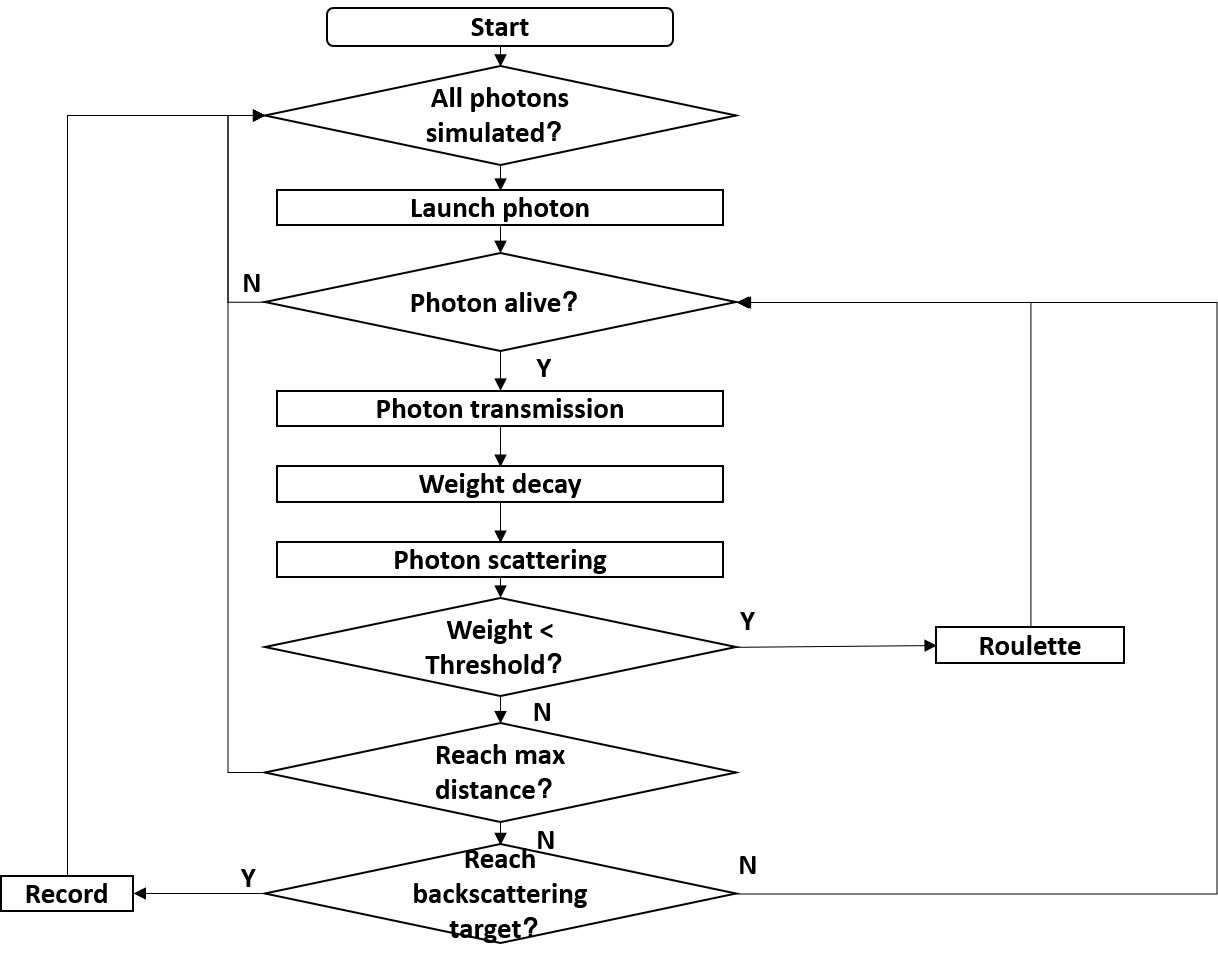 Start
All photons
simulated?
Launch photon
N
Photon alive?
Y
Photon transmission
Weight decay
Photon scattering
Weight <
Threshold?
Y
Roulette
N
Reach max
distance?
N
Reach
backscattering
target?
Y
N
Record